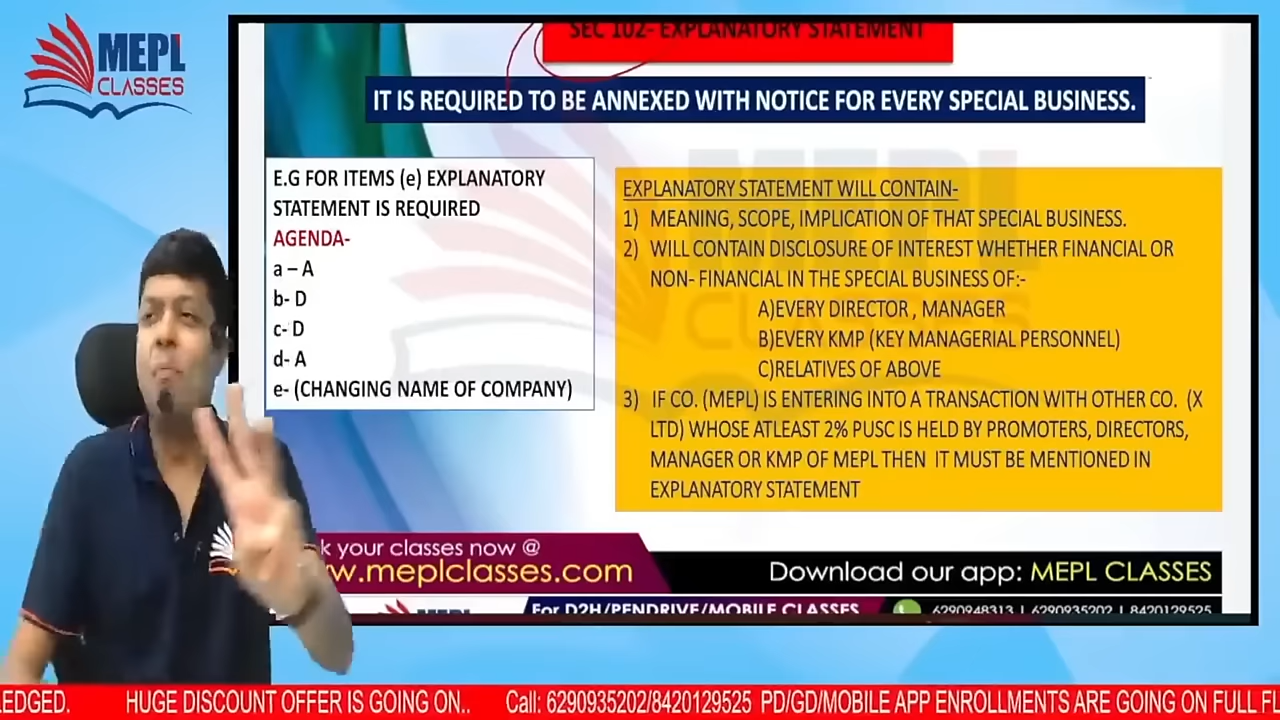 MEPL
CLASSES
SEC 102- EXPLANATORY STATEMENT
IT IS REQUIRED TO BE ANNEXED WITH NOTICE FOR EVERY SPECIAL BUSINESS.
E.G FOR ITEMS (e) EXPLANATORY
STATEMENT IS REQUIRED
AGENDA-
a – A
b- D
c- D
d- A
e- (CHANGING NAME OF COMPANY)
EXPLANATORY STATEMENT WILL CONTAIN-
1) MEANING, SCOPE, IMPLICATION OF THAT SPECIAL BUSINESS.
2) WILL CONTAIN DISCLOSURE OF INTEREST WHETHER FINANCIAL OR
NON- FINANCIAL IN THE SPECIAL BUSINESS OF:-
A)EVERY DIRECTOR , MANAGER
B)EVERY KMP (KEY MANAGERIAL PERSONNEL)
C)RELATIVES OF ABOVE
3) IF CO. (MEPL) IS ENTERING INTO A TRANSACTION WITH OTHER CO. (X
LTD) WHOSE ATLEAST 2% PUSC IS HELD BY PROMOTERS, DIRECTORS,
MANAGER OR KMP OF MEPL THEN IT MUST BE MENTIONED IN
EXPLANATORY STATEMENT
MEPL
CLASSES
k your classes now @
w.meplclasses.com
Download our app: MEPL CLASSES
MEPL
For D2H/PENDRIVE/MOBILE CLASSES
6290948313 | 6290935202 | 8420129525
LEDGED. HUGE DISCOUNT OFFER IS GOING ON.. Call: 6290935202/8420129525 PD/GD/MOBILE APP ENROLLMENTS ARE GOING ON FULL FL